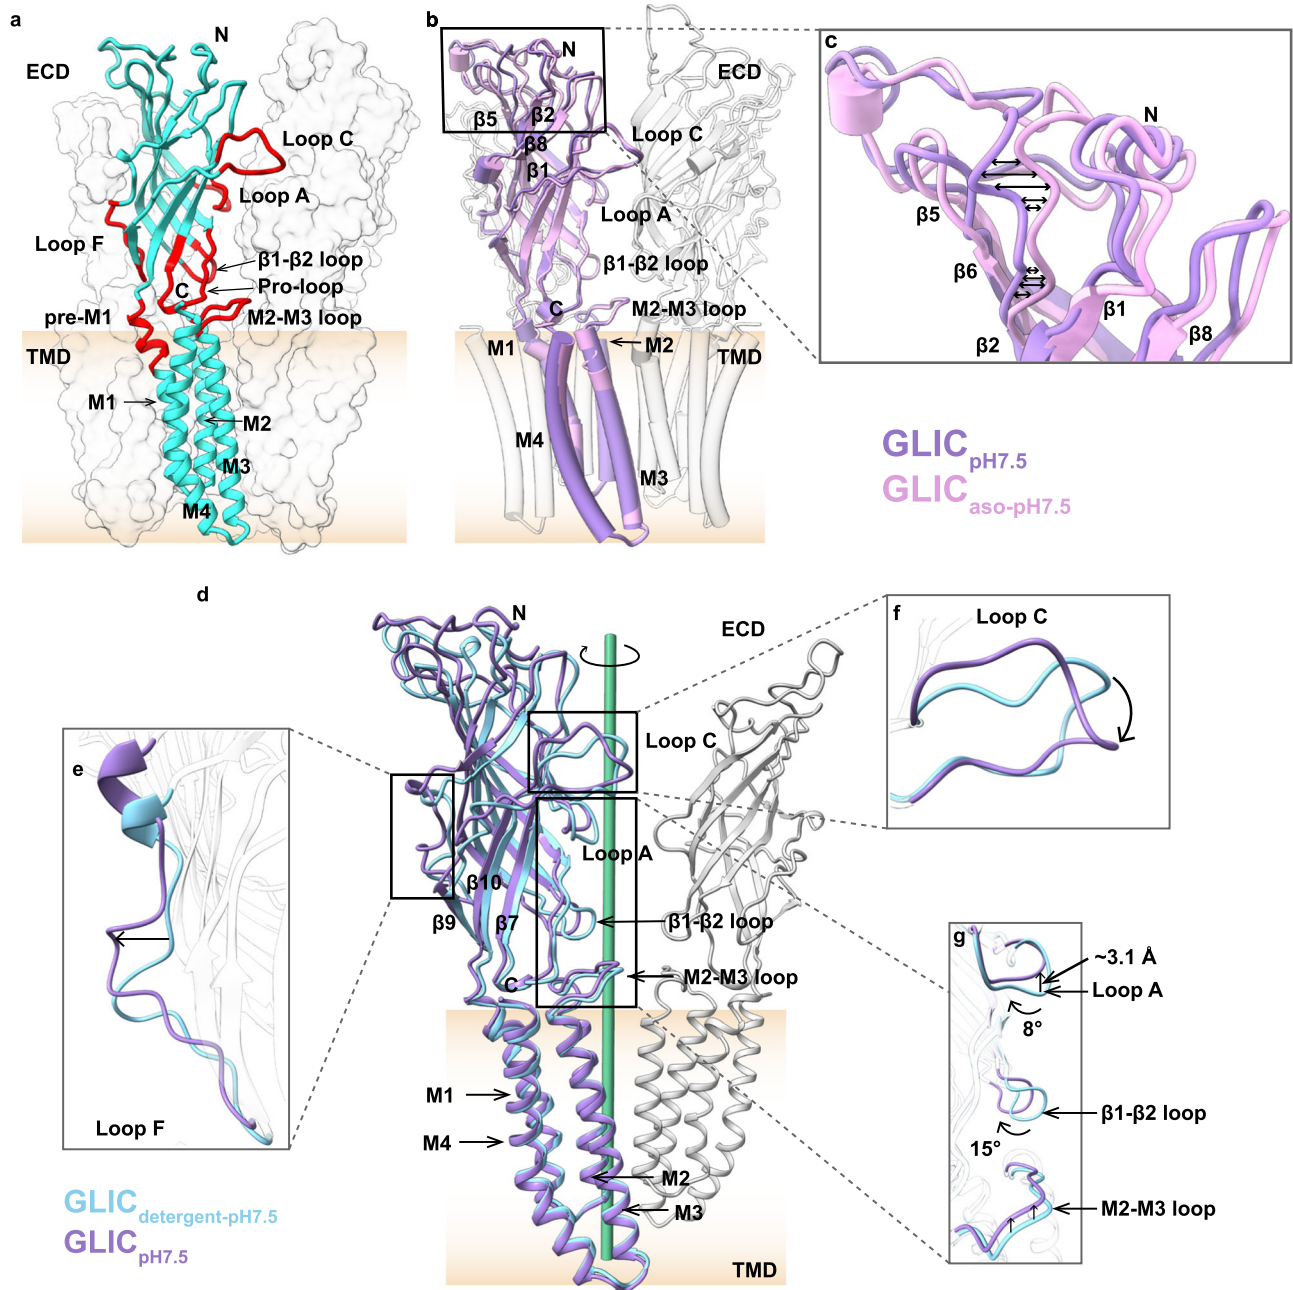 a
N
ECD
Loop C
Loop A
Loop F
β1-β2 loop
C
Pro-loop
pre-M1
M2-M3 loop
TMD
M1
M2
M3
M4
b
N
ECD
β5
β2
Loop C
β8
β1
Loop A
β1-β2 loop
C
M2-M3 loop
M1
M2
TMD
M4
M3
c
N
β5
β6
β1
β2
β8
GLICpH7.5
GLICaso-pH7.5
d
N
ECD
Loop C
Loop A
β10
β9
β7
β1-β2 loop
C
M2-M3 loop
M1
M4
M2
M3
TMD
e
Loop F
GLICdetergent-pH7.5
GLICpH7.5
f
Loop C
g
~3.1 Å
Loop A
8°
β1-β2 loop
15°
M2-M3 loop